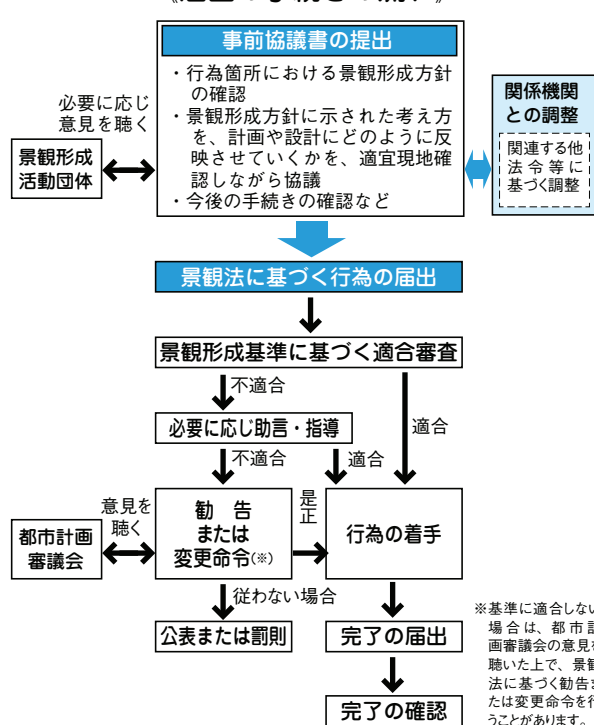 事前協議書の提出
・行為箇所における景観形成方針
の確認
・景観形成方針に示された考え方
を、計画や設計にどのように反
映させていくかを、適宜現地確
認しながら協議
・今後の手続きの確認など
必要に応じ
意見を聴く
景観形成
活動団体
関係機関
との調整
関連する他
法令等に
基づく調整
景観法に基づく行為の届出
景観形成基準に基づく適合審査
不適合
適合
必要に応じ助言・指導
不適合
適合
意見を
聴く
都市計画
審議会
勧告
または
変更命令(※)
是正
行為の着手
従わない場合
公表または罰則
完了の届出
完了の確認
※基準に適合しない
場合は、都市計
画審議会の意見を
聴いた上で、景観
法に基づく勧告ま
たは変更命令を行
うことがあります。